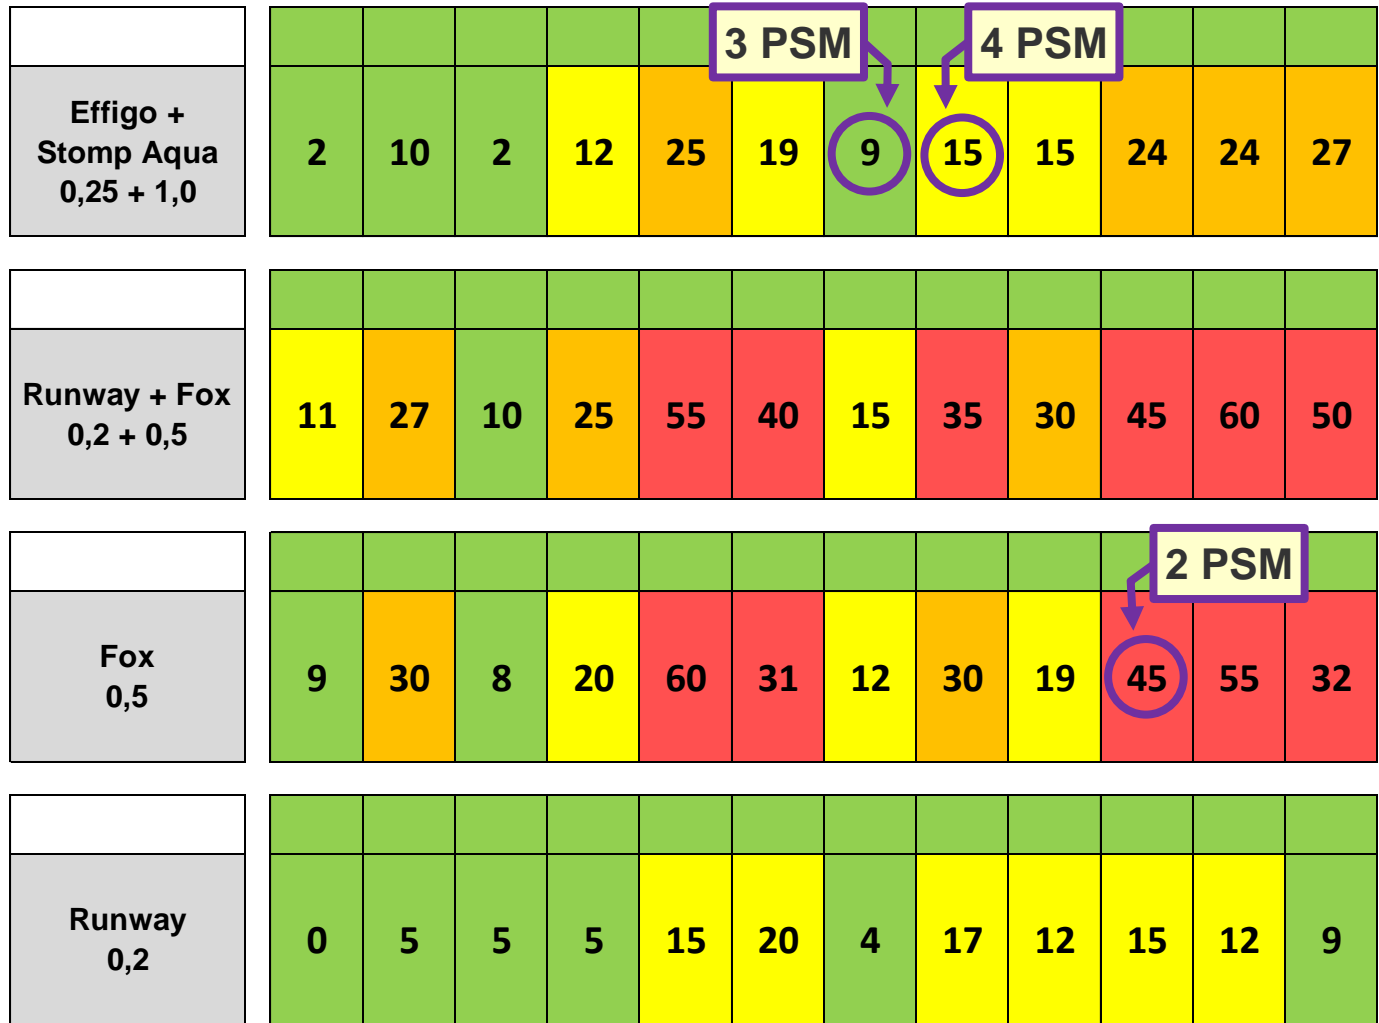 3 PSM 4 PSM
Effigo +
Stomp Aqua
0,25 + 1,0
2 10 2 12 25 19 9 15 15 24 24 27
Runway + Fox
0,2 + 0,5
11 27 10 25 55 40 15 35 30 45 60 50
2 PSM
Fox
0,5
9 30 8 20 60 31 12 30 19 45 55 32
Runway
0,2
0 5 5 5 15 20 4 17 12 15 12 9